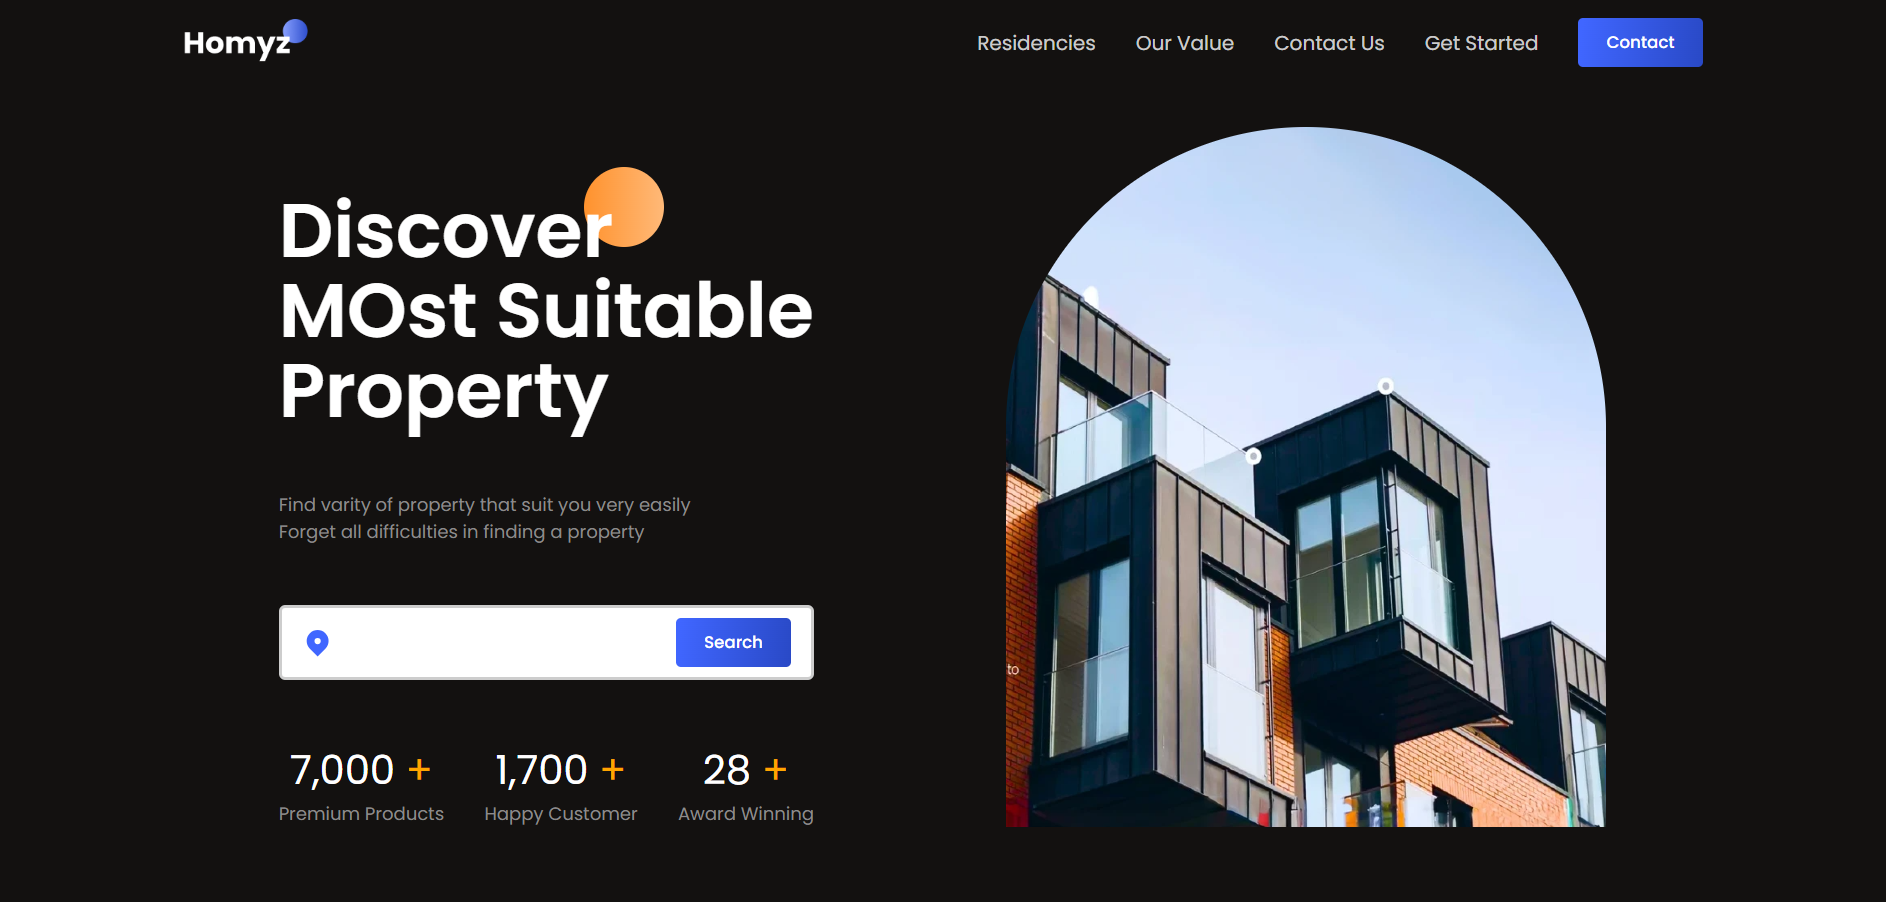 Homyz
Residencies
Our Value
Contact Us
Get Started
Contact
Discover
MOst Suitable
Property
Find varity of property that suit you very easily
Forget all difficulties in finding a property
Search
7,000 +
1,700 +
28 +
Premium Products
Happy Customer
Award Winning
to